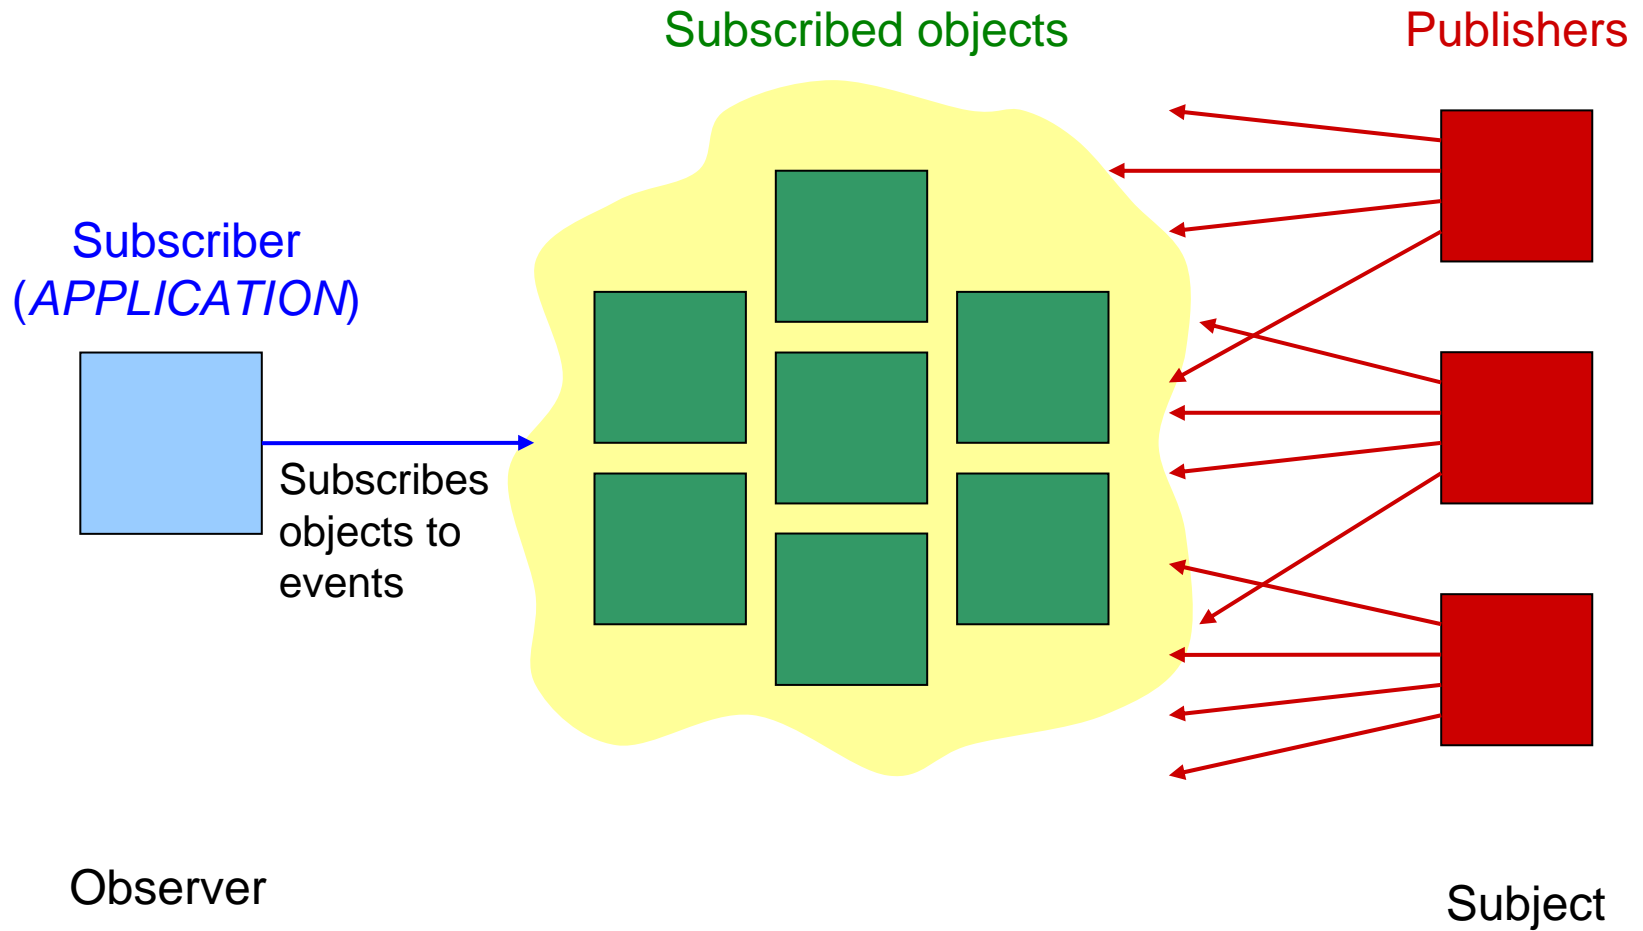 Subscribed objects
Publishers
Subscriber
(APPLICATION)
Subscribes
objects to
events
Observer
Subject